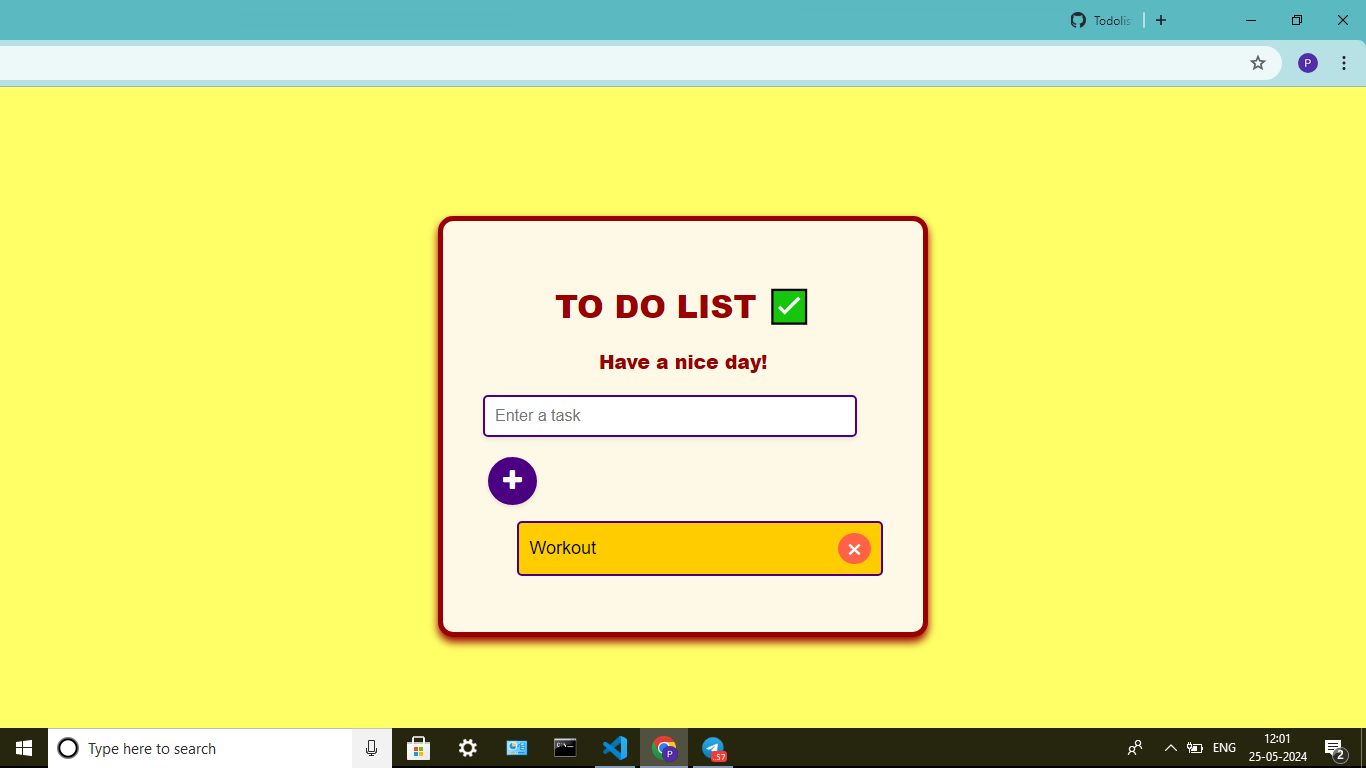 Todolis
P
TO DO LIST ✅
Have a nice day!
Enter a task
Workout
Type here to search
P
ENG
12:01
25-05-2024
2